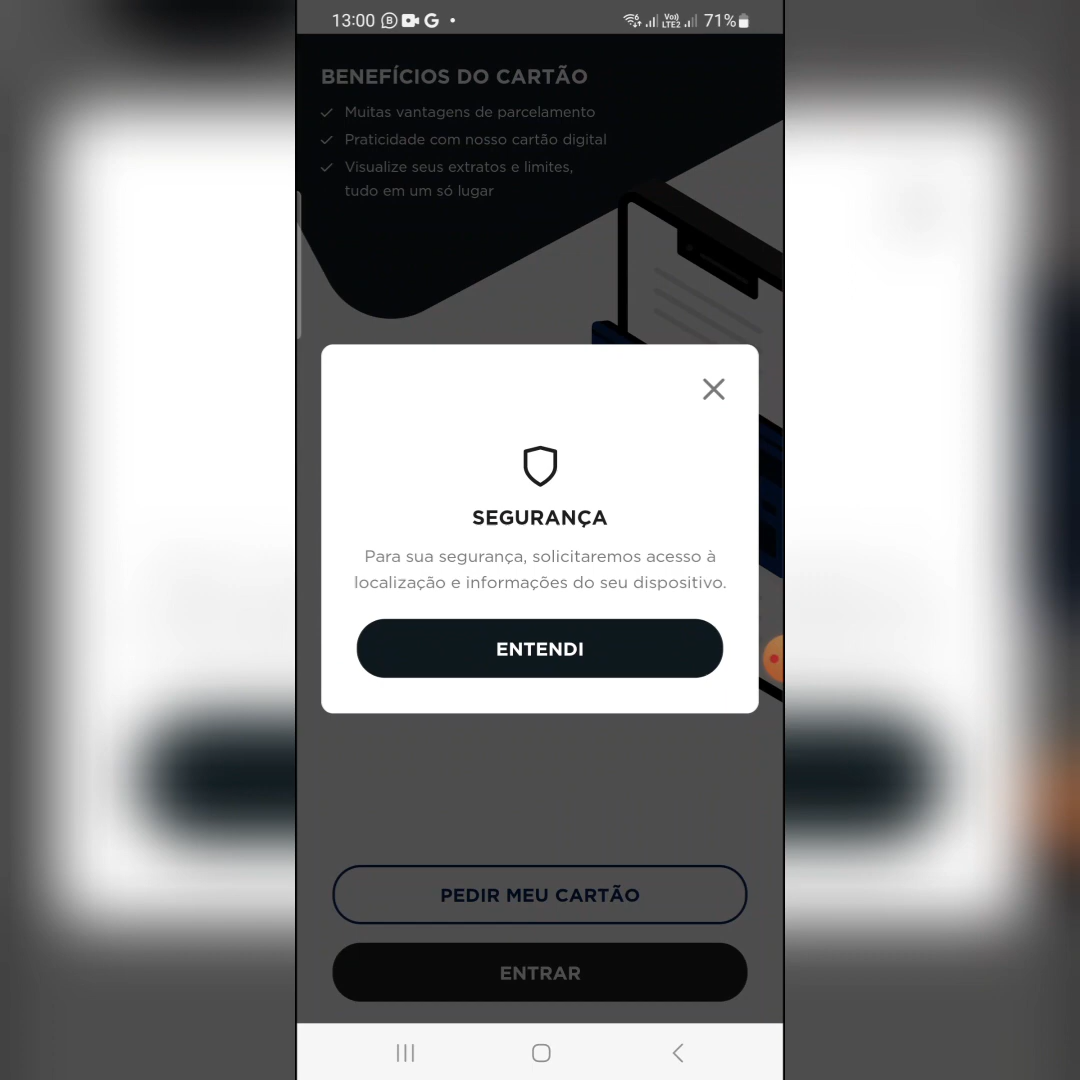 13:00
Vo))
LTE2
71%
BENEFÍCIOS DO CARTÃO
Muitas vantagens de parcelamento
Praticidade com nosso cartão digital
Visualize seus extratos e limites,
tudo em um só lugar
SEGURANÇA
Para sua segurança, solicitaremos acesso à
localização e informações do seu dispositivo.
ENTENDI
PEDIR MEU CARTÃO
ENTRAR